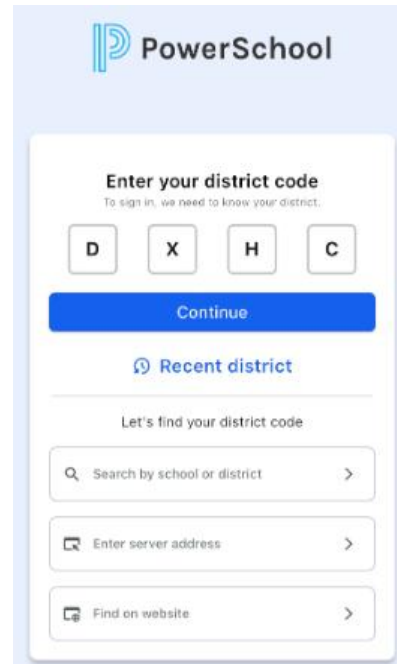 PowerSchool
Enter your district code
To sign in, we need to know your district.
D X H C
Continue
Recent district
Let's find your district code
Search by school or district
Enter server address
Find on website